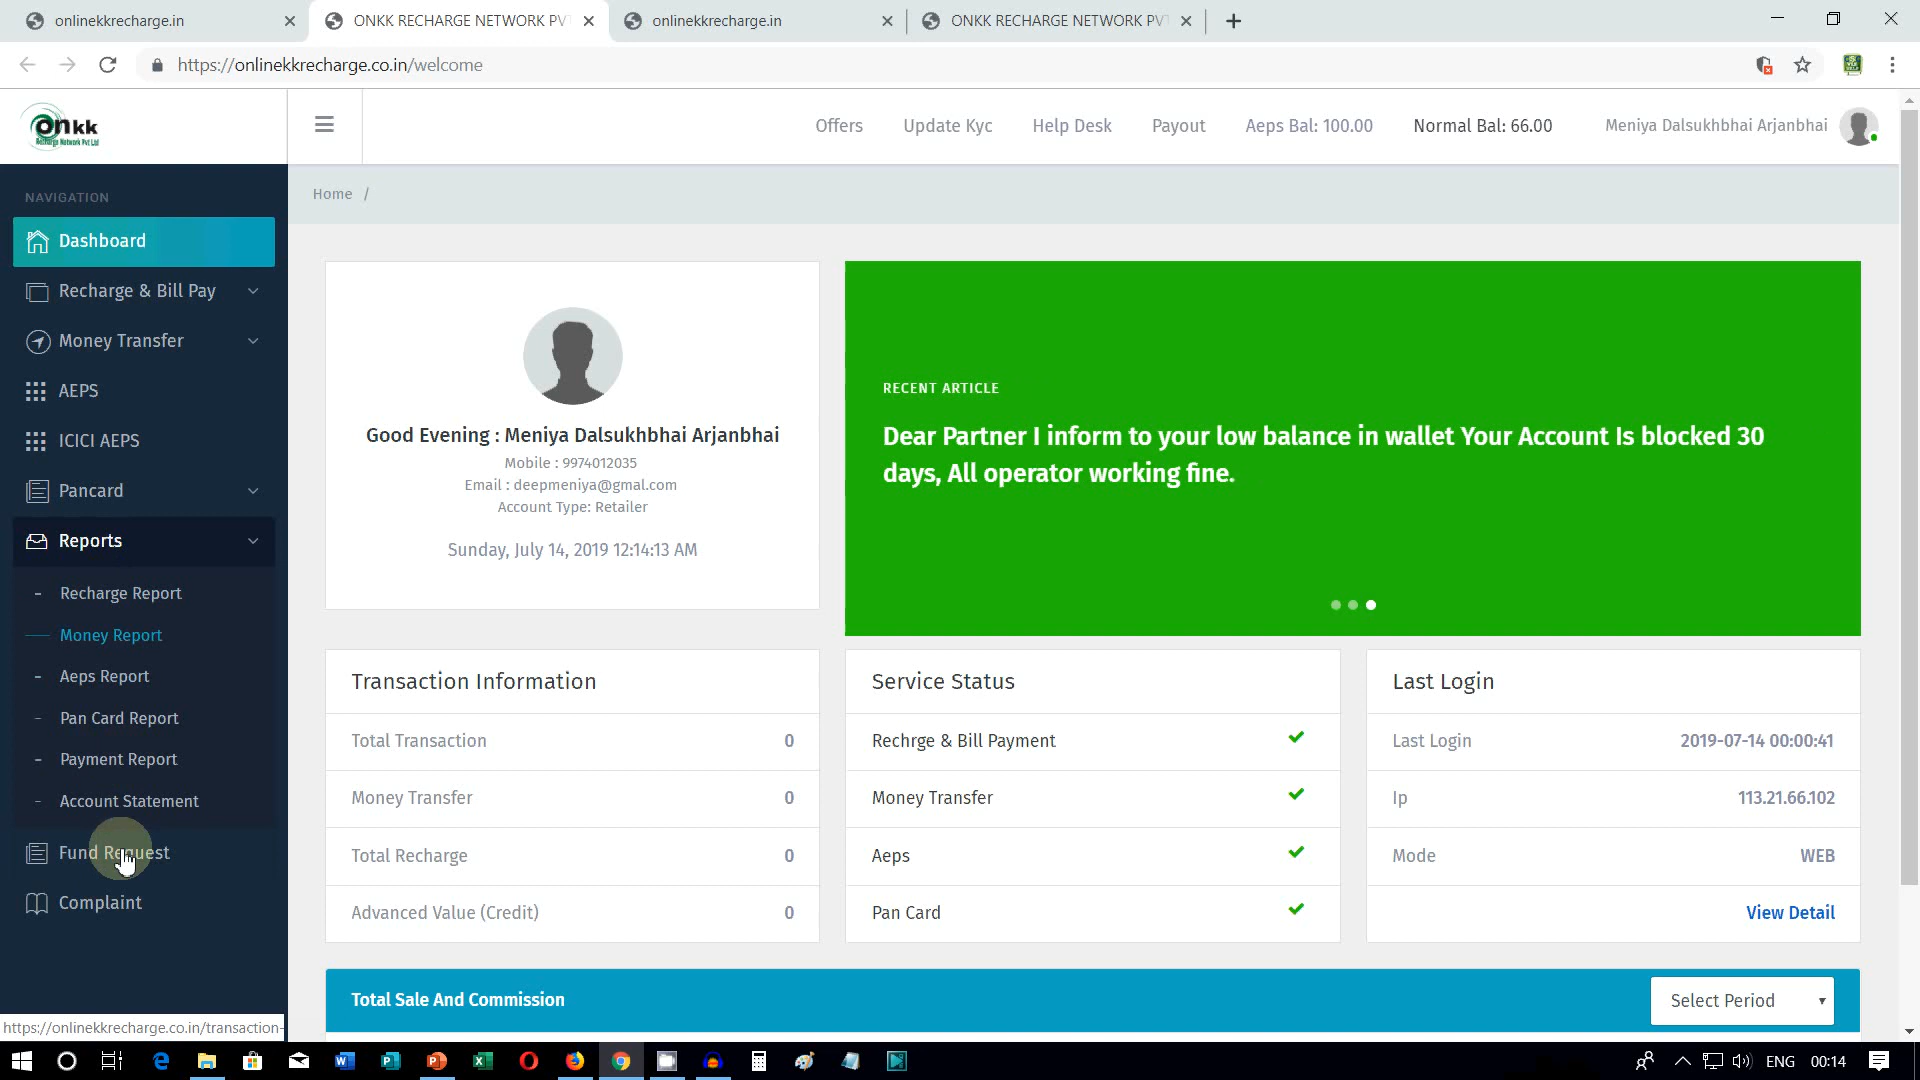 onlinekkrecharge.in
ONKK RECHARGE NETWORK PVT
onlinekkrecharge.in
ONKK RECHARGE NETWORK PVT
https://onlinekkrecharge.co.in/welcome
Onkk
Recharge Network Pvt Ltd
Offers
Update Kyc
Help Desk
Payout
Aeps Bal: 100.00
Normal Bal: 66.00
Meniya Dalsukhbhai Arjanbhai
NAVIGATION
Dashboard
Recharge & Bill Pay
Money Transfer
AEPS
ICICI AEPS
Pancard
Reports
- Recharge Report
Money Report
- Aeps Report
- Pan Card Report
- Payment Report
- Account Statement
Fund Request
Complaint
https://onlinekkrecharge.co.in/transaction-
Home /
Good Evening : Meniya Dalsukhbhai Arjanbhai
Mobile : 9974012035
Email : deepmeniya@gmal.com
Account Type: Retailer
Sunday, July 14, 2019 12:14:13 AM
RECENT ARTICLE
Dear Partner I inform to your low balance in wallet Your Account Is blocked 30
days, All operator working fine.
Transaction Information
Total Transaction 0
Money Transfer 0
Total Recharge 0
Advanced Value (Credit) 0
Service Status
Rechrge & Bill Payment
Money Transfer
Aeps
Pan Card
Last Login
Last Login 2019-07-14 00:00:41
Ip 113.21.66.102
Mode WEB
View Detail
Total Sale And Commission
Select Period
ENG
00:14